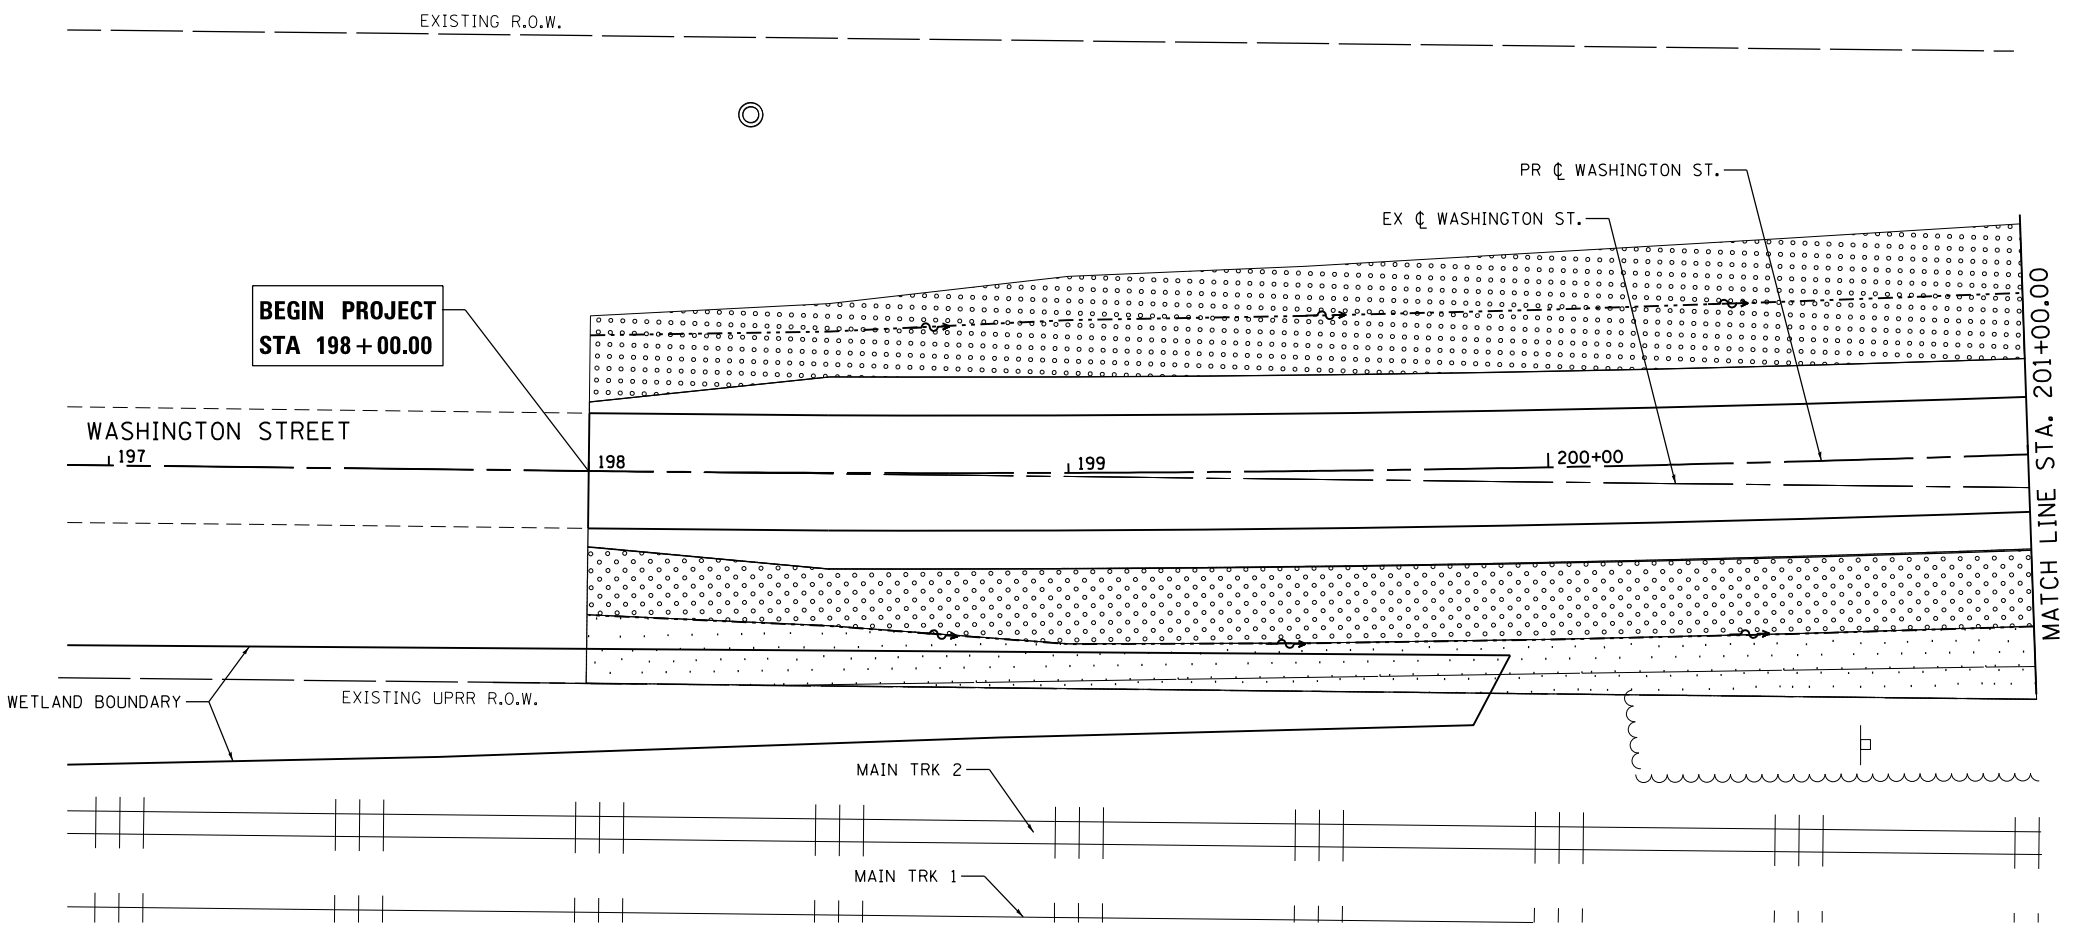 EXISTING R.O.W.
PR ℄ WASHINGTON ST.
EX ℄ WASHINGTON ST.
BEGIN PROJECT
STA 198+00.00
WASHINGTON STREET
197
198
199
200+00
MATCH LINE STA. 201+00.00
WETLAND BOUNDARY
EXISTING UPRR R.O.W.
MAIN TRK 2
MAIN TRK 1